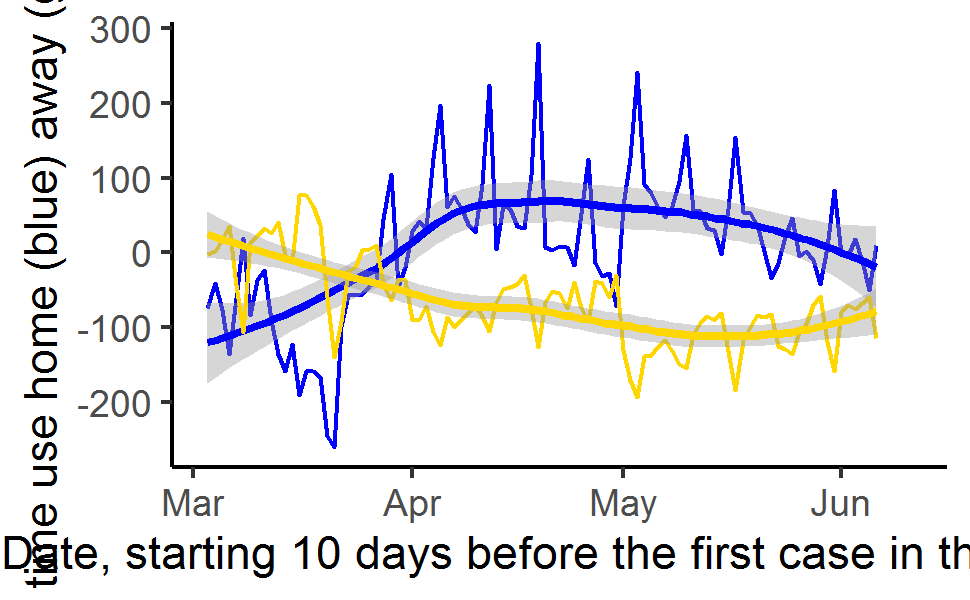 time use home (blue) away (
300
200
100
0
-100
-200
Mar Apr May Jun
Date, starting 10 days before the first case in th